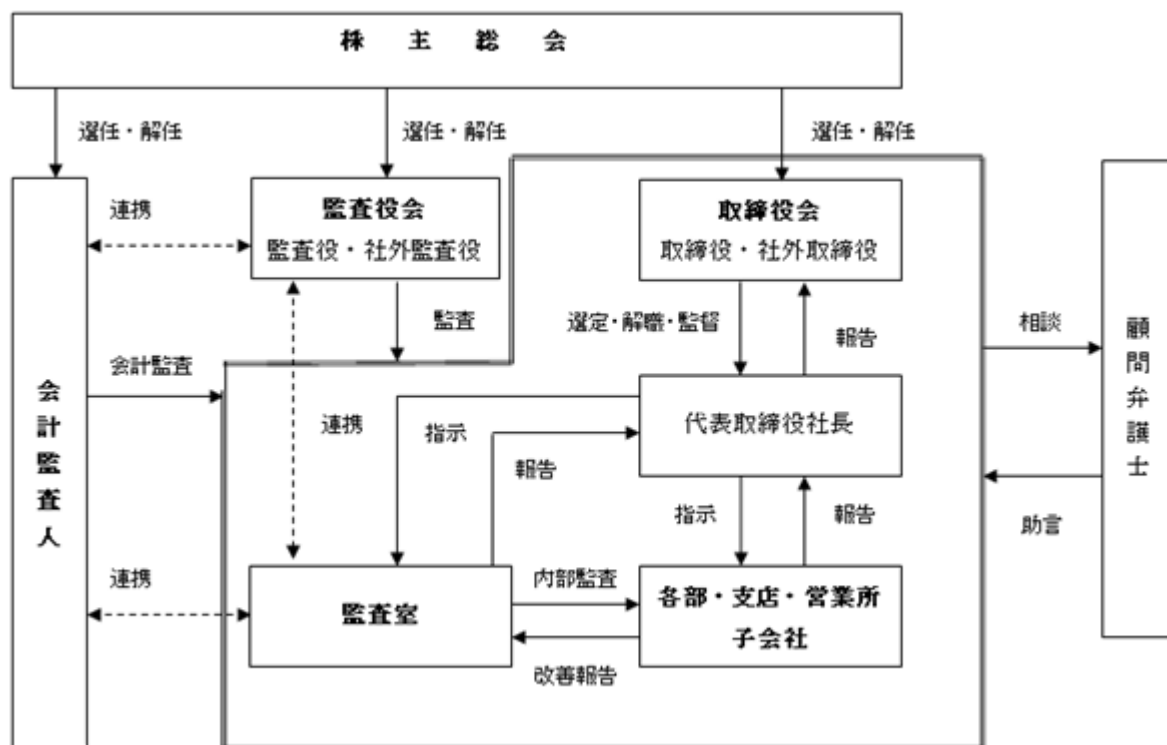 株主総会
選任・解任
選任・解任
選任・解任
連携
監査役会
監査役・社外監査役
取締役会
取締役・社外取締役
監査
選定・解職・監督
報告
相談
顧問弁護士
会計監査
会計監査人
連携
指示
報告
代表取締役社長
指示
報告
助言
連携
監査室
内部監査
改善報告
各部・支店・営業所
子会社